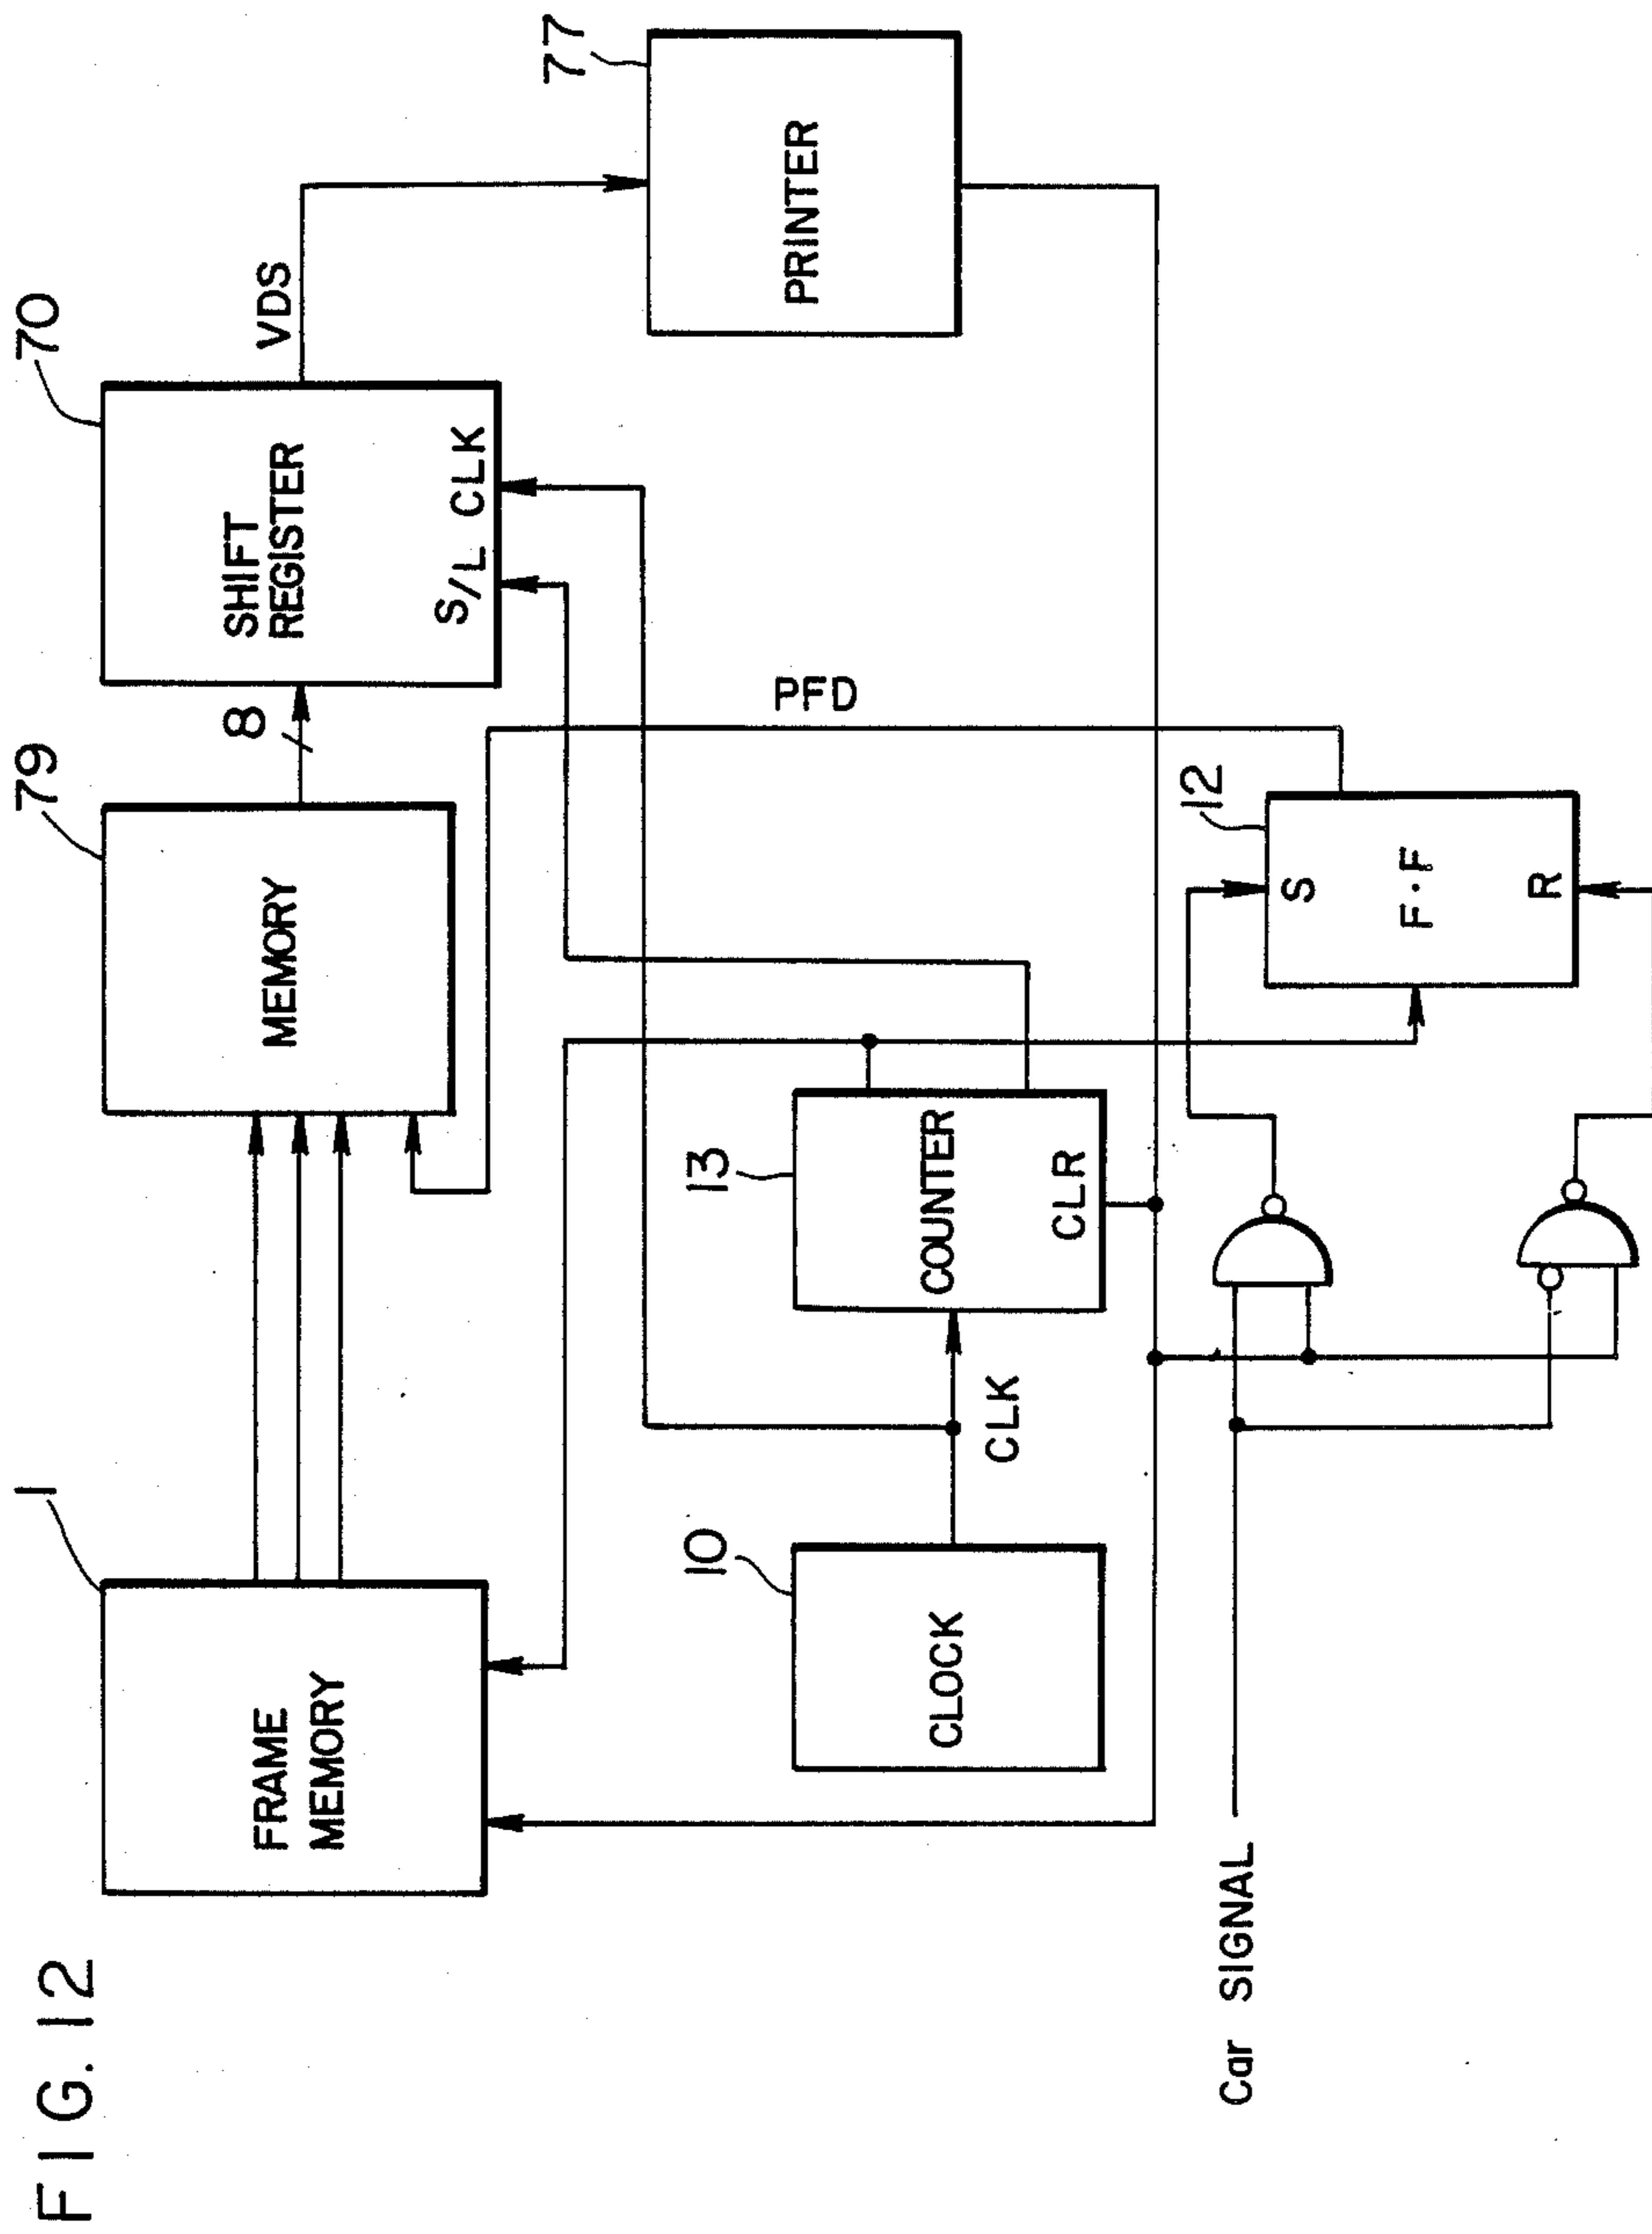 FIG. 12
1
FRAME
MEMORY
79
MEMORY
8
70
SHIFT
REGISTER
S/L CLK
VDS
77
PRINTER
10
CLOCK
CLK
13
COUNTER
CLR
PFD
12
S
F·F
R
Car SIGNAL